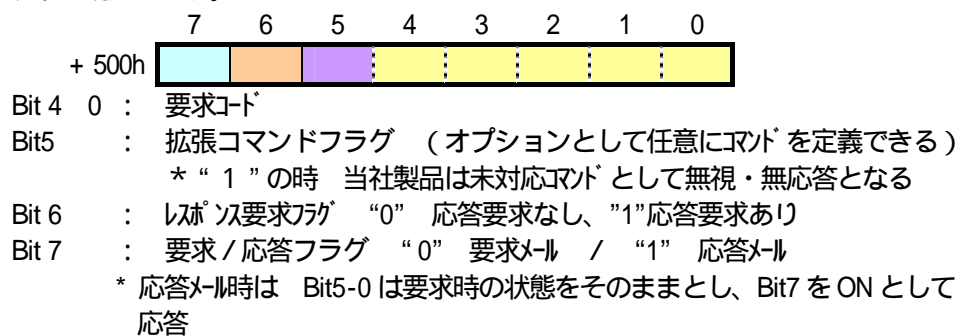 7 6 5 4 3 2 1 0
+ 500h
Bit 4 0 : 要求コード
Bit5 : 拡張コマンドフラグ （オプションとして任意にコマンドを定義できる）
* “ 1 ”の時 当社製品は未対応コマンドとして無視・無応答となる
Bit 6 : レスポンス要求フラグ “0” 応答要求なし、”1”応答要求あり
Bit 7 : 要求 / 応答フラグ “ 0” 要求メール / “1” 応答メール
* 応答メール時は Bit5-0 は要求時の状態をそのままとし、Bit7 を ON として
応答